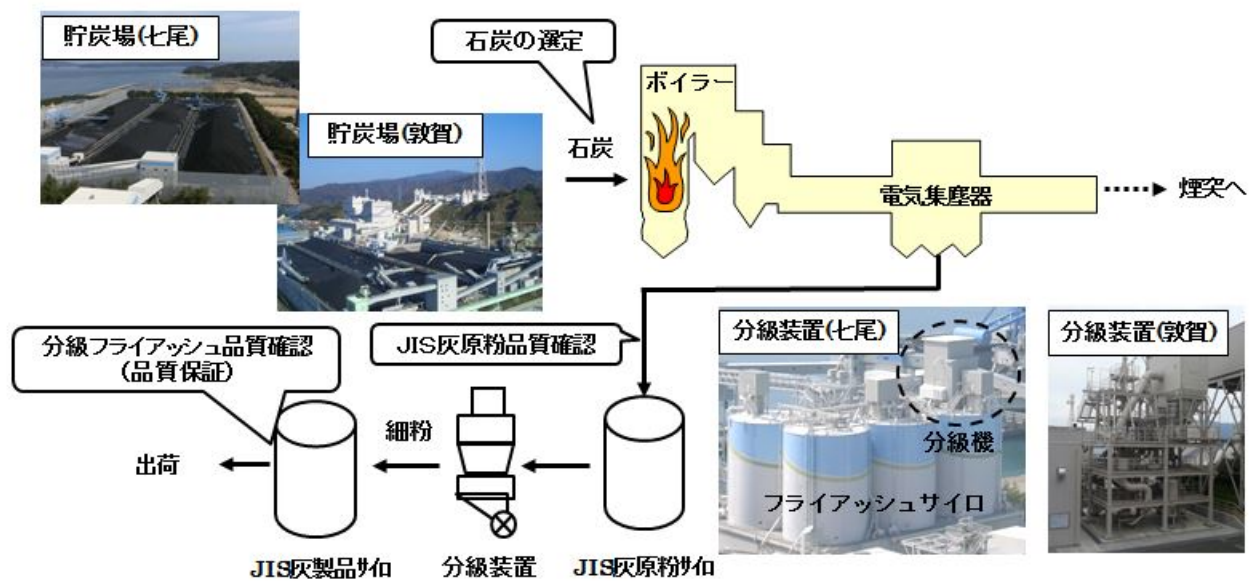 貯炭場(七尾)
貯炭場(敦賀)
石炭の選定
石炭
ボイラー
電気集塵器
煙突へ
分級フライアッシュ品質確認
(品質保証)
JIS灰原粉品質確認
分級装置(七尾)
分級機
フライアッシュサイロ
分級装置(敦賀)
出荷
細粉
JIS灰製品サイロ
分級装置
JIS灰原粉サイロ